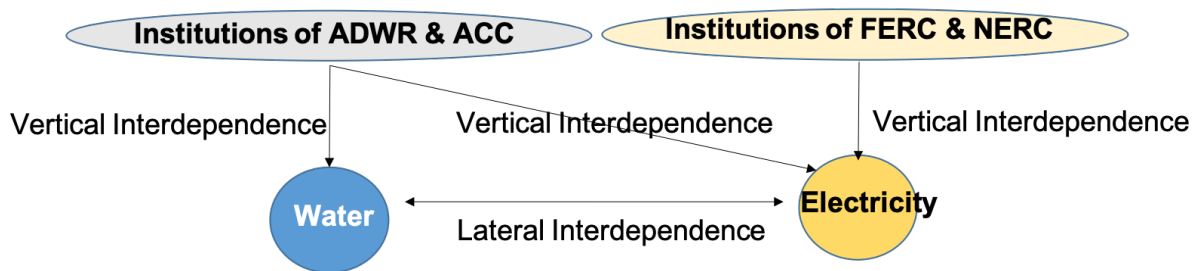 Institutions of ADWR & ACC
Institutions of FERC & NERC
Vertical Interdependence
Vertical Interdependence
Vertical Interdependence
Water
Electricity
Lateral Interdependence